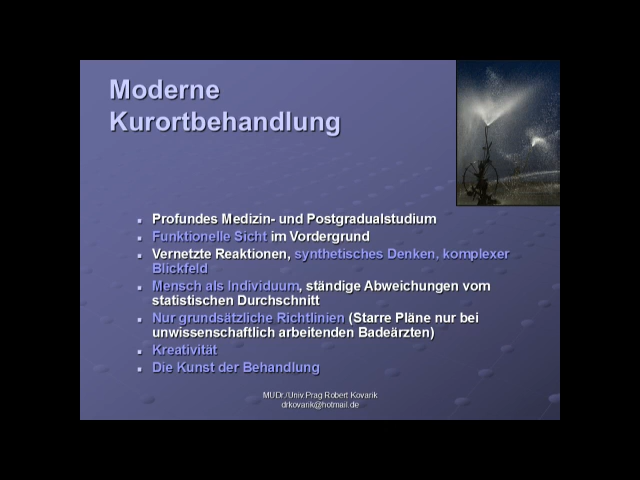 Moderne
Kurortbehandlung
Profundes Medizin- und Postgradualstudium
Funktionelle Sicht im Vordergrund
Vernetzte Reaktionen, synthetisches Denken, komplexer
Blickfeld
Mensch als Individuum, ständige Abweichungen vom
statistischen Durchschnitt
Nur grundsätzliche Richtlinien (Starre Pläne nur bei
unwissenschaftlich arbeitenden Badeärzten)
Kreativität
Die Kunst der Behandlung
MUDr./Univ.Prag Robert Kovarik
drkovarik@hotmail.de